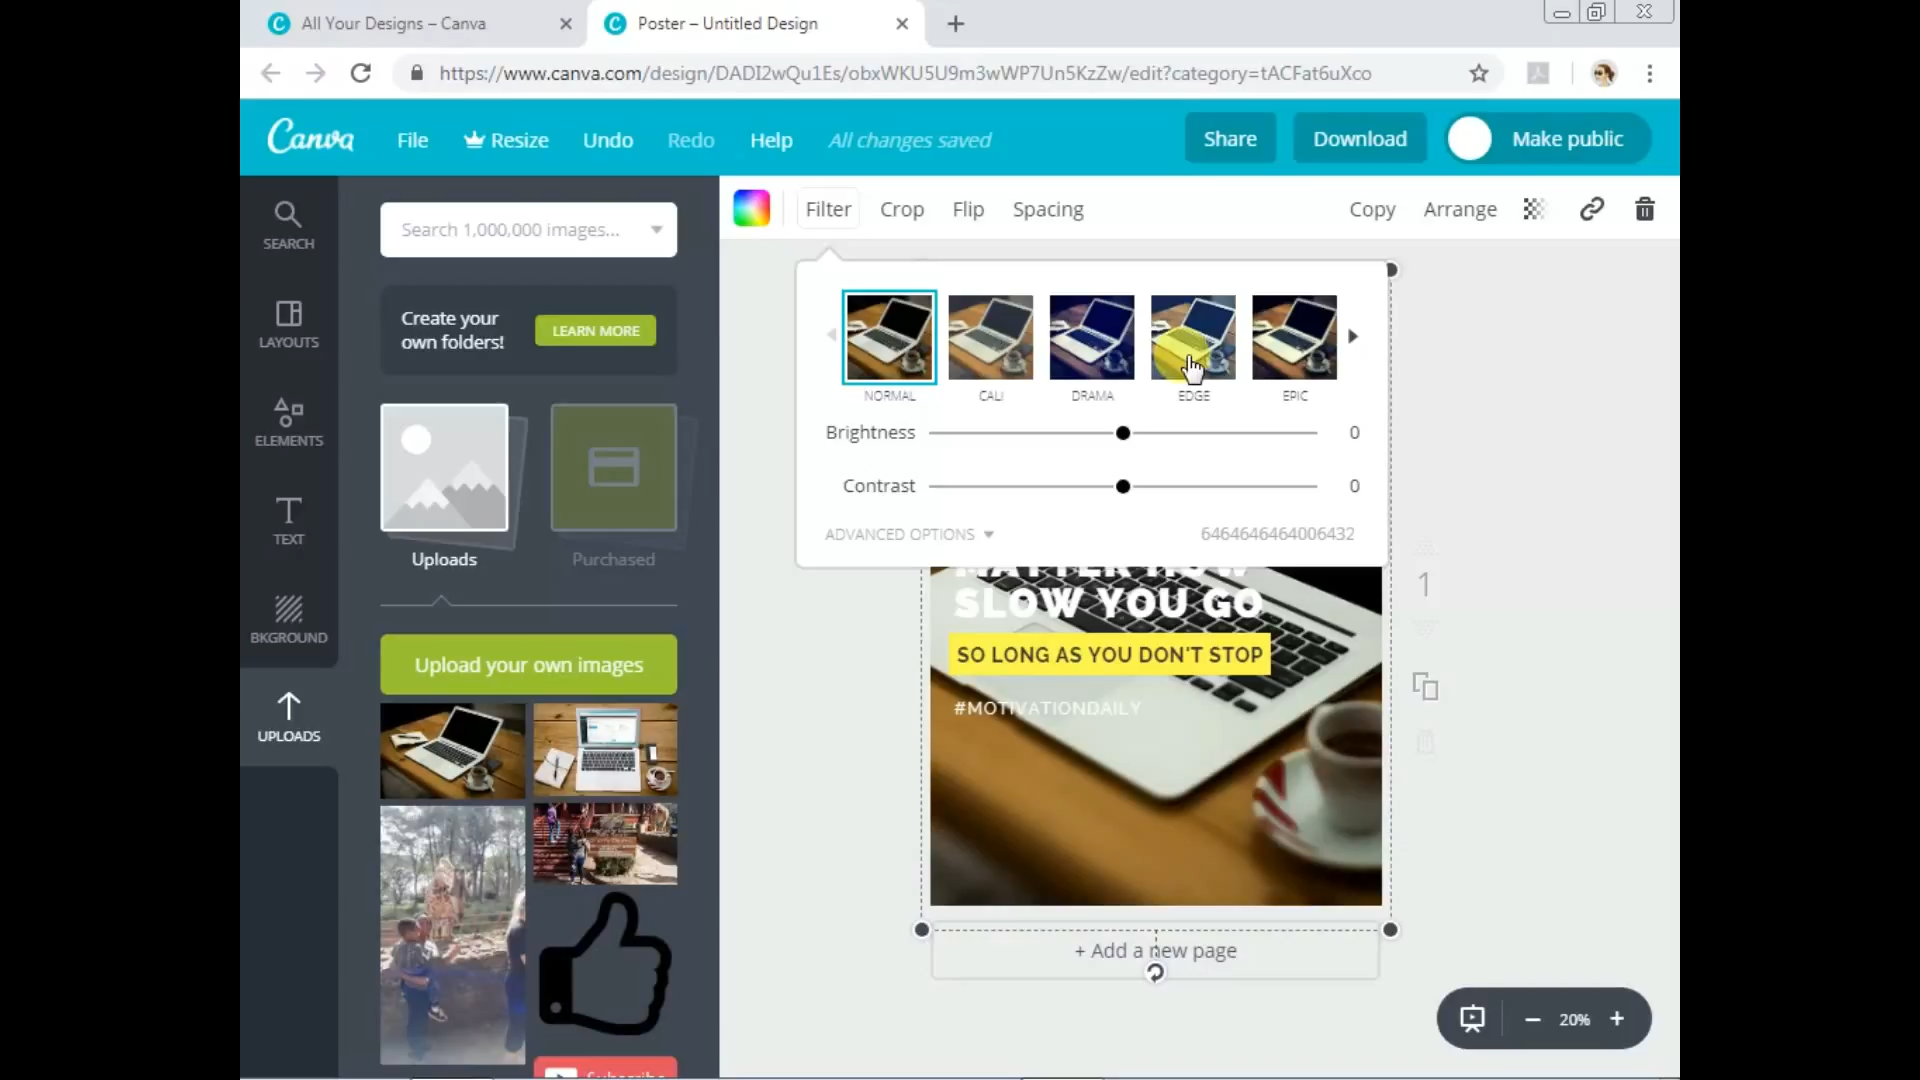 All Your Designs – Canva
Poster – Untitled Design
https://www.canva.com/design/DADI2wQu1Es/obxWKU5U9m3wWP7Un5KzZw/edit?category=tACFat6uXco
Canva
File
Resize
Undo
Redo
Help
All changes saved
Share
Download
Make public
SEARCH
LAYOUTS
ELEMENTS
TEXT
BKGROUND
UPLOADS
Search 1,000,000 images...
Create your
own folders!
LEARN MORE
Uploads
Purchased
Upload your own images
Subscribe
Filter
Crop
Flip
Spacing
Copy
Arrange
NORMAL
CALI
DRAMA
EDGE
EPIC
Brightness
0
Contrast
0
ADVANCED OPTIONS
6464646464006432
MATTER HOW
SLOW YOU GO
SO LONG AS YOU DON'T STOP
#MOTIVATIONDAILY
1
+ Add a new page
20%